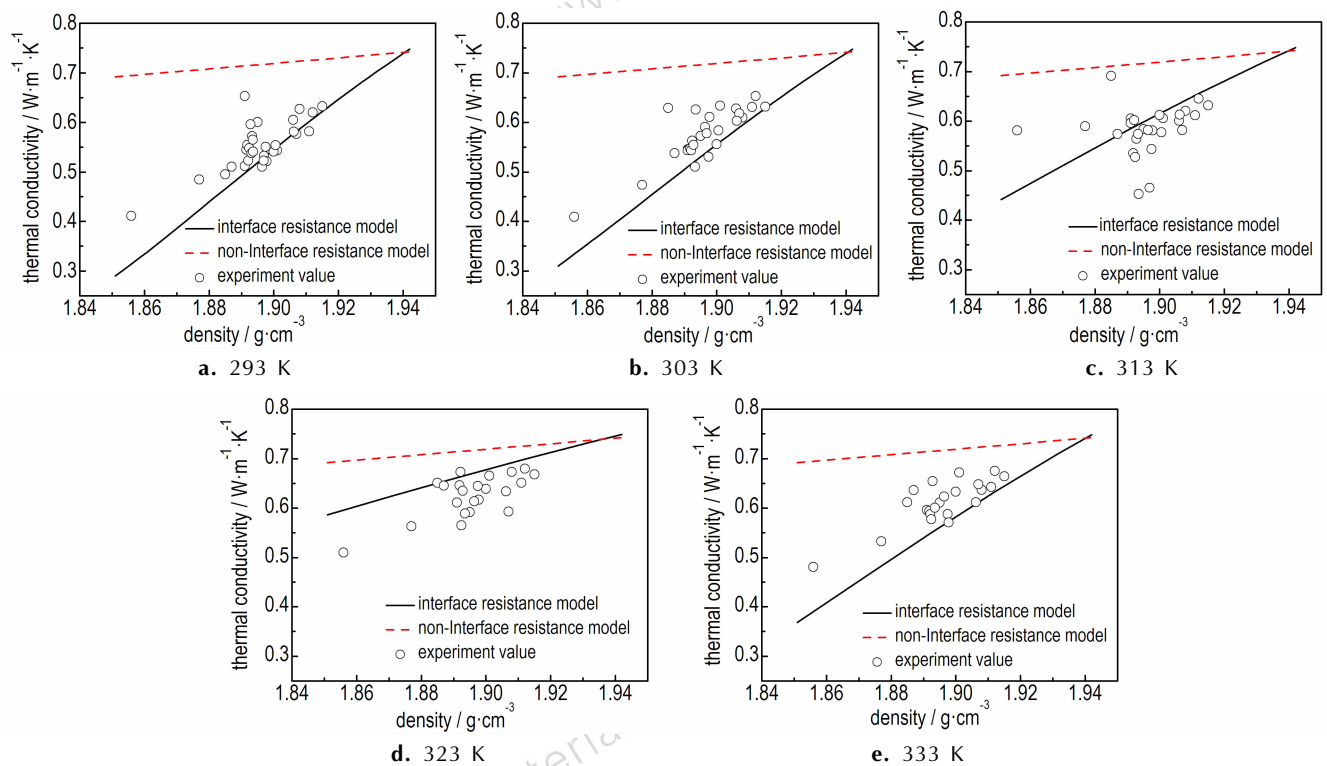 0.8
0.7
0.6
0.5
0.4
0.3
thermal conductivity / W·m⁻¹·K⁻¹
interface resistance model
non-Interface resistance model
experiment value
1.84 1.86 1.88 1.90 1.92 1.94
density / g·cm⁻³
a. 293 K
0.8
0.7
0.6
0.5
0.4
0.3
thermal conductivity / W·m⁻¹·K⁻¹
interface resistance model
non-Interface resistance model
experiment value
1.84 1.86 1.88 1.90 1.92 1.94
density / g·cm⁻³
b. 303 K
0.8
0.7
0.6
0.5
0.4
0.3
thermal conductivity / W·m⁻¹·K⁻¹
interface resistance model
non-Interface resistance model
experiment value
1.84 1.86 1.88 1.90 1.92 1.94
density / g·cm⁻³
c. 313 K
0.8
0.7
0.6
0.5
0.4
0.3
thermal conductivity / W·m⁻¹·K⁻¹
interface resistance model
non-Interface resistance model
experiment value
1.84 1.86 1.88 1.90 1.92 1.94
density / g·cm⁻³
d. 323 K
0.8
0.7
0.6
0.5
0.4
0.3
thermal conductivity / W·m⁻¹·K⁻¹
interface resistance model
non-Interface resistance model
experiment value
1.84 1.86 1.88 1.90 1.92 1.94
density / g·cm⁻³
e. 333 K